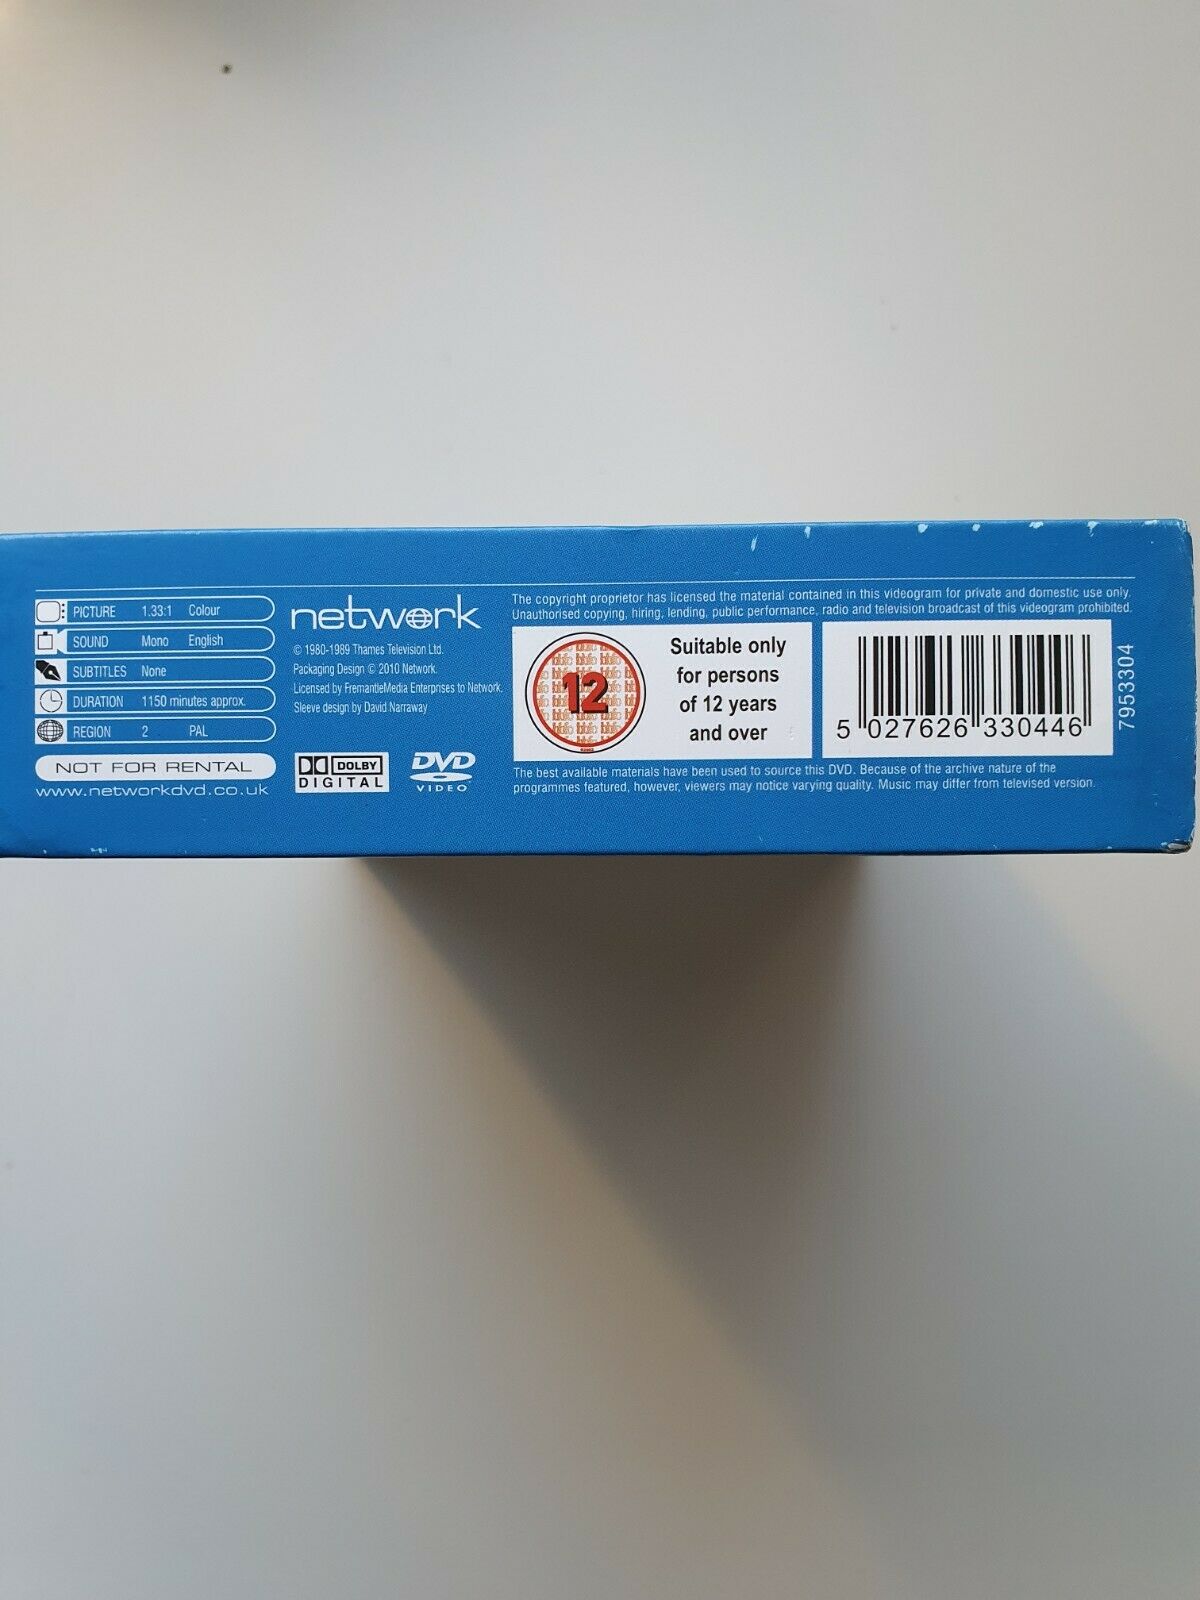 PICTURE 1.33:1 Colour
SOUND Mono English
SUBTITLES None
DURATION 1150 minutes approx.
REGION 2 PAL
NOT FOR RENTAL
www.networkdvd.co.uk
network
© 1980-1989 Thames Television Ltd.
Packaging Design © 2010 Network.
Licensed by FremantleMedia Enterprises to Network.
Sleeve design by David Narraway
DOLBY
DIGITAL
DVD
VIDEO
The copyright proprietor has licensed the material contained in this videogram for private and domestic use only.
Unauthorised copying, hiring, lending, public performance, radio and television broadcast of this videogram prohibited.
12
Suitable only
for persons
of 12 years
and over
5 027626 330446
7953304
The best available materials have been used to source this DVD. Because of the archive nature of the
programmes featured, however, viewers may notice varying quality. Music may differ from televised version.